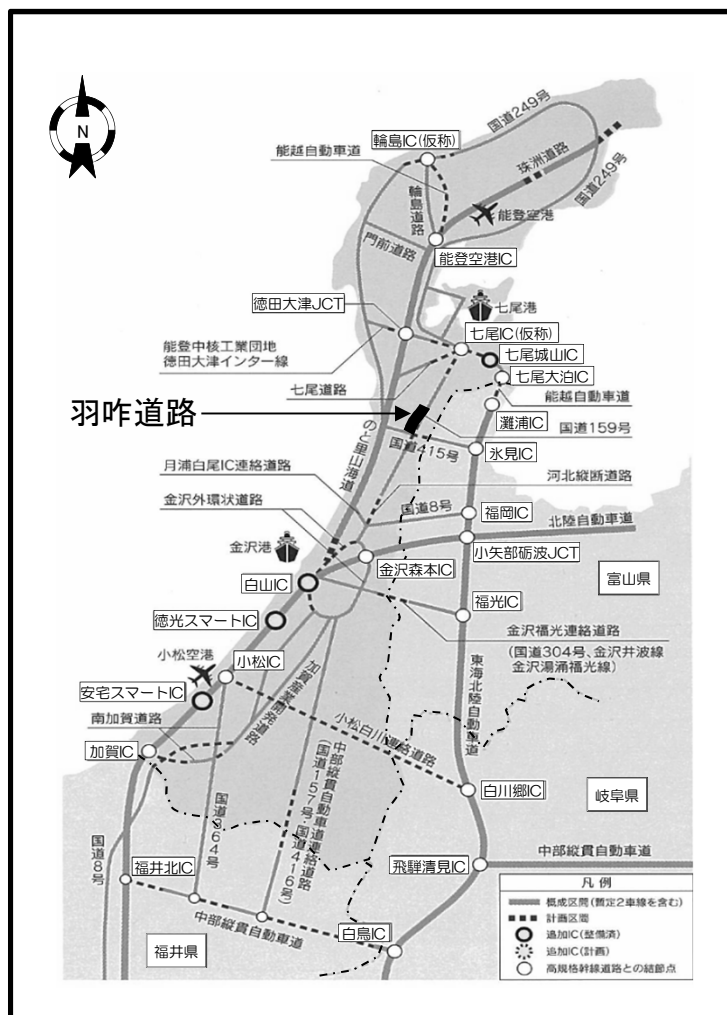 N
国道249号
輪島IC(仮称)
能越自動車道
珠洲道路
国道249号
輪島道路
能登空港
門前道路
能登空港IC
徳田大津JCT
七尾港
七尾IC(仮称)
能登中核工業団地
徳田大津インター線
七尾城山IC
七尾道路
七尾大泊IC
能越自動車道
羽咋道路
灘浦IC
のと里山海道
国道415号
国道159号
氷見IC
月浦白尾IC連絡道路
河北縦断道路
金沢外環状道路
国道8号
福岡IC
北陸自動車道
金沢港
小矢部砺波JCT
金沢森本IC
白山IC
富山県
福光IC
徳光スマートIC
金沢福光連絡道路
(国道304号、金沢井波線
金沢湯涌福光線)
小松空港
小松IC
加賀産業開発道路
東海北陸自動車道
安宅スマートIC
南加賀道路
小松白川連絡道路
加賀IC
中部縦貫自動車道連絡道路
(国道157号・国道416号)
白川郷IC
岐阜県
国道364号
国道8号
福井北IC
飛騨清見IC
中部縦貫自動車道
中部縦貫自動車道
白鳥IC
福井県
凡例
概成区間(暫定2車線を含む)
計画区間
追加IC(整備済)
追加IC(計画)
高規格幹線道路との結節点